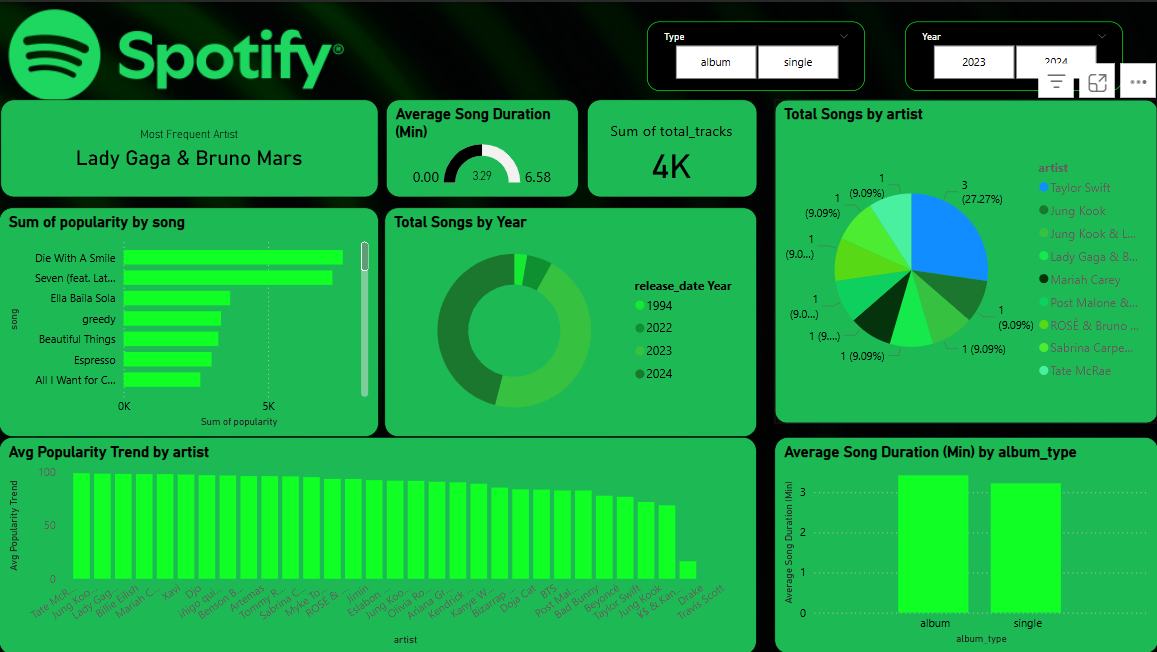 Spotify®
Type
album
single
Year
2023
2024
Most Frequent Artist
Lady Gaga & Bruno Mars
Average Song Duration
(Min)
0.00
3.29
6.58
Sum of total_tracks
4K
Total Songs by artist
1
(9.09%)
3
(27.27%)
1
(9.09%)
1
(9.0...)
1
(9.0...)
1 (9....)
1 (9.09%)
1 (9.09%)
1
(9.09%)
artist
Taylor Swift
Jung Kook
Jung Kook & L...
Lady Gaga & B...
Mariah Carey
Post Malone &...
ROSÉ & Bruno ...
Sabrina Carpe...
Tate McRae
Sum of popularity by song
song
Die With A Smile
Seven (feat. Lat...
Ella Baila Sola
greedy
Beautiful Things
Espresso
All I Want for C...
0K
5K
Sum of popularity
Total Songs by Year
release_date Year
1994
2022
2023
2024
Avg Popularity Trend by artist
Avg Popularity Trend
100
50
0
Tate McR...
Jung Koo...
Lady Gag...
Billie Eilish
Mariah C...
Xavi
Djo
Iñigo Qui...
Benson B...
Artemas
Tommy R...
Sabrina C...
Myke To...
ROSÉ & ...
Jimin
Eslabon ...
Jung Koo...
Olivia Ro...
Ariana Gr...
Kendrick ...
Kanye W...
Bizarrap ...
Doja Cat
BTS
Post Mal...
Bad Bunny
Beyoncé
Taylor Swift
Jung Kook
¥$ & Kan...
Drake
Travis Scott
artist
Average Song Duration (Min) by album_type
Average Song Duration (Min)
3
2
1
0
album
single
album_type